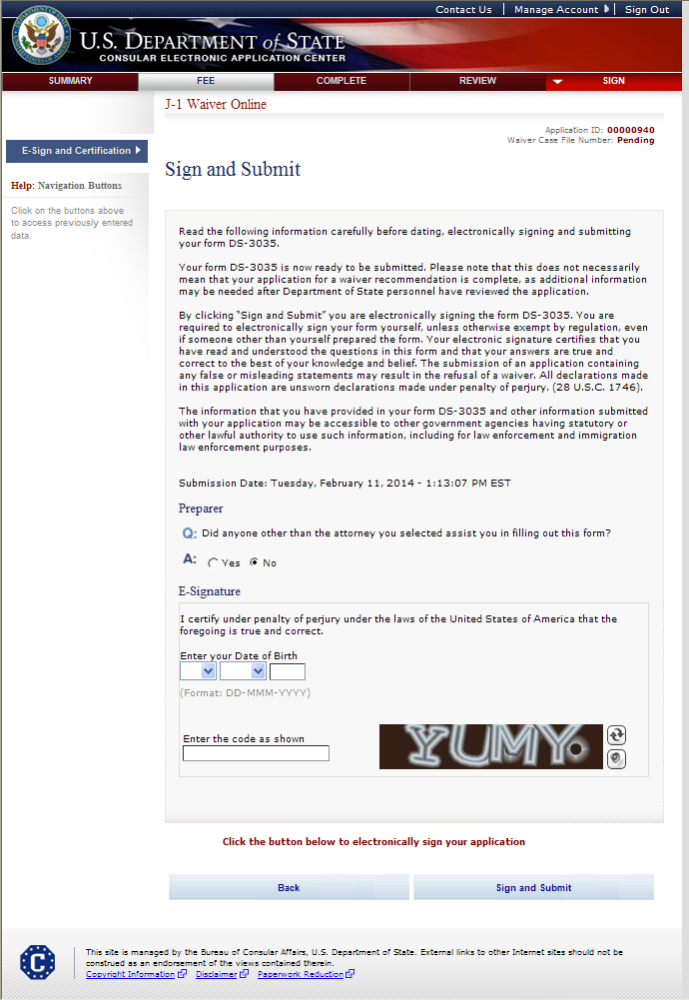 Contact Us | Manage Account | Sign Out
U.S. DEPARTMENT of STATE
CONSULAR ELECTRONIC APPLICATION CENTER
SUMMARY FEE COMPLETE REVIEW SIGN
J-1 Waiver Online
Application ID: 00000940
Waiver Case File Number: Pending
E-Sign and Certification
Help: Navigation Buttons
Click on the buttons above
to access previously entered
data.
Sign and Submit
Read the following information carefully before dating, electronically signing and submitting
your form DS-3035.
Your form DS-3035 is now ready to be submitted. Please note that this does not necessarily
mean that your application for a waiver recommendation is complete, as additional information
may be needed after Department of State personnel have reviewed the application.
By clicking "Sign and Submit" you are electronically signing the form DS-3035. You are
required to electronically sign your form yourself, unless otherwise exempt by regulation, even
if someone other than yourself prepared the form. Your electronic signature certifies that you
have read and understood the questions in this form and that your answers are true and
correct to the best of your knowledge and belief. The submission of an application containing
any false or misleading statements may result in the refusal of a waiver. All declarations made
in this application are unsworn declarations made under penalty of perjury. (28 U.S.C. 1746).
The information that you have provided in your form DS-3035 and other information submitted
with your application may be accessible to other government agencies having statutory or
other lawful authority to use such information, including for law enforcement and immigration
law enforcement purposes.
Submission Date: Tuesday, February 11, 2014 - 1:13:07 PM EST
Preparer
Q: Did anyone other than the attorney you selected assist you in filling out this form?
A: Yes No
E-Signature
I certify under penalty of perjury under the laws of the United States of America that the
foregoing is true and correct.
Enter your Date of Birth
(Format: DD-MMM-YYYY)
Enter the code as shown
YUMY
Click the button below to electronically sign your application
Back Sign and Submit
C
This site is managed by the Bureau of Consular Affairs, U.S. Department of State. External links to other Internet sites should not be
construed as an endorsement of the views contained therein.
Copyright Information Disclaimer Paperwork Reduction